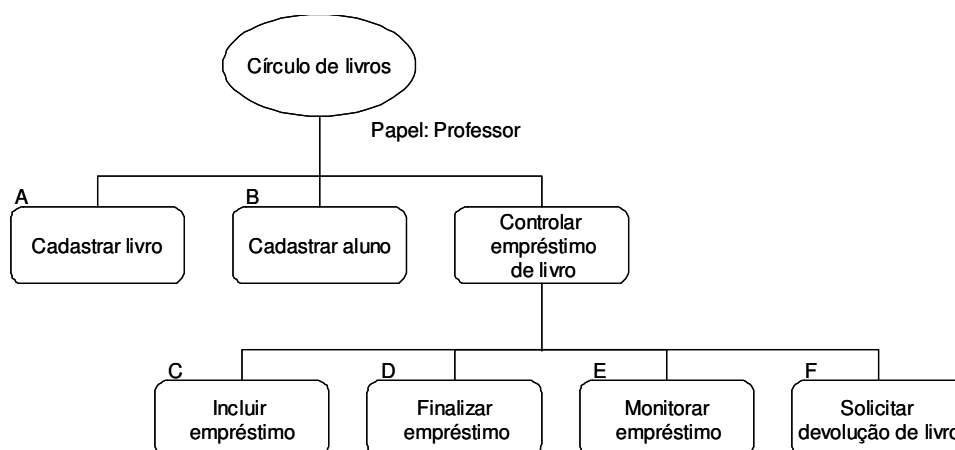 Círculo de livros
Papel: Professor
A
Cadastrar livro
B
Cadastrar aluno
Controlar
empréstimo
de livro
C
Incluir
empréstimo
D
Finalizar
empréstimo
E
Monitorar
empréstimo
F
Solicitar
devolução de livro